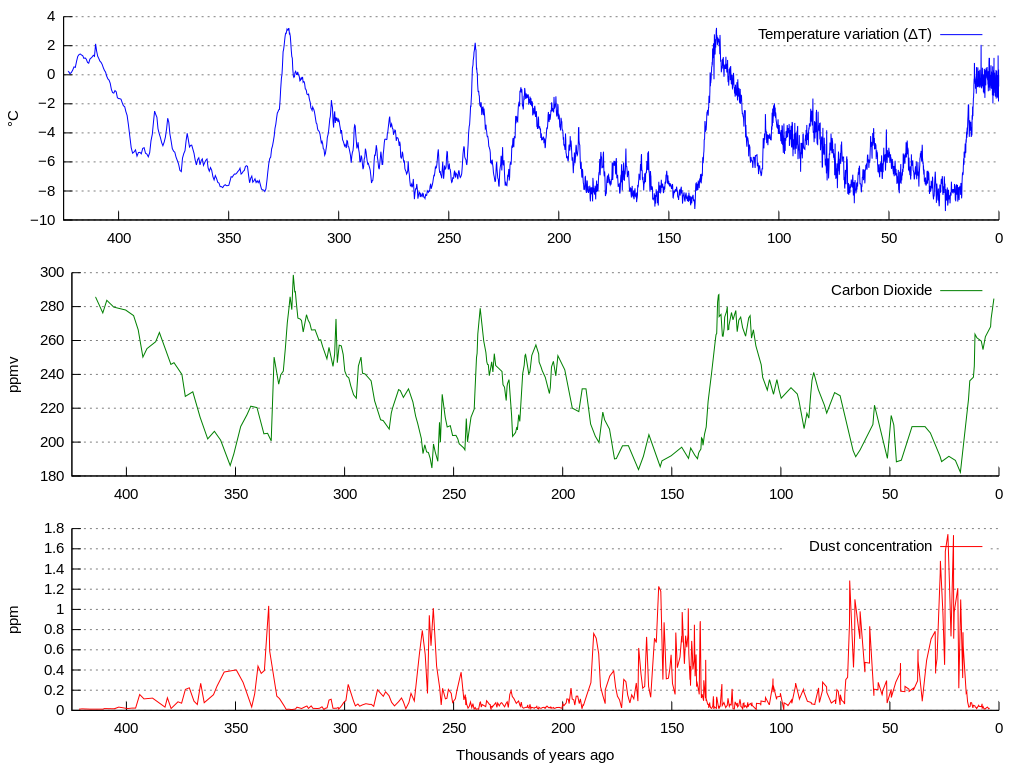 4
2
0
−2
−4
−6
−8
−10
°C
Temperature variation (ΔT)
400 350 300 250 200 150 100 50 0
300
280
260
240
220
200
180
ppmv
Carbon Dioxide
400 350 300 250 200 150 100 50 0
1.8
1.6
1.4
1.2
1
0.8
0.6
0.4
0.2
0
ppm
Dust concentration
400 350 300 250 200 150 100 50 0
Thousands of years ago